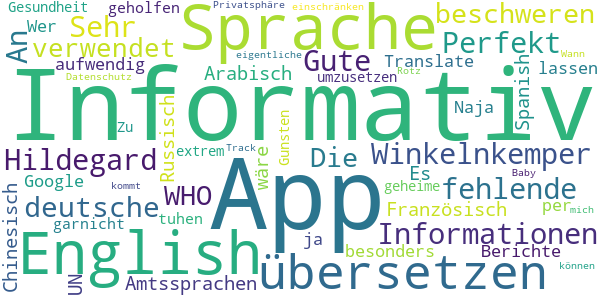 Gesundheit
geholfen
Privatsphäre
einschränken
Sprache
beschweren
An
Wer
Sehr
verwendet
Gute
Perfekt
aufwendig
Datenschutz
eigentliche
Wann
Translate
lassen
Arabisch
umzusetzen
Rotz
Informativ
Spanish
Naja
Russisch
Zu
extrem
Track
Gunsten
Hildegard
App
wäre
Die
Winkelnkemper
Es
Google
kommt
WHO
Baby
geheime
fehlende
deutsche
tuhen
Französisch
per
mich
Chinesisch
garnicht
ja
Informationen
English
besonders
Berichte
UN
Amtssprachen
übersetzen
können